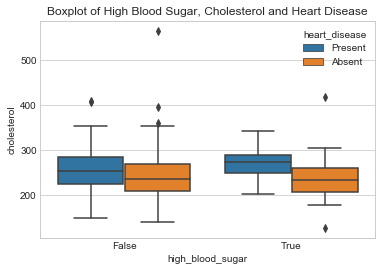 Boxplot of High Blood Sugar, Cholesterol and Heart Disease
heart_disease
Present
Absent
500
400
300
200
cholesterol
False
True
high_blood_sugar